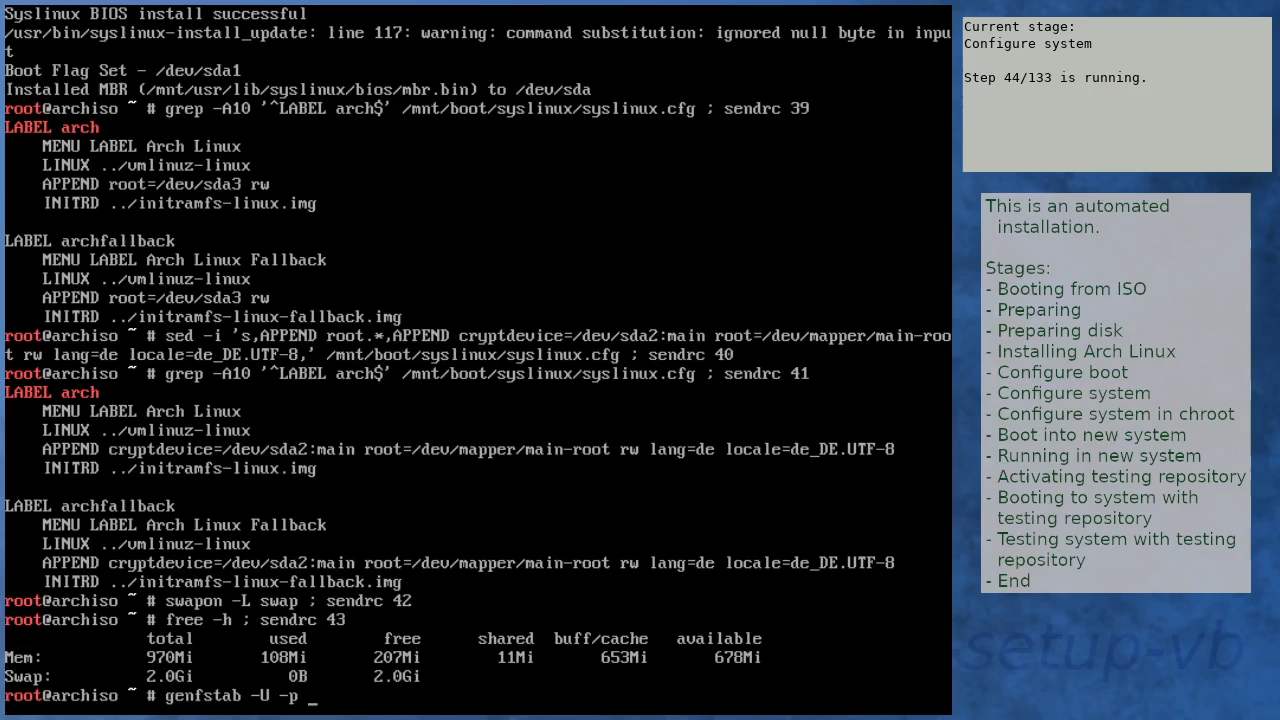 Syslinux BIOS install successful
/usr/bin/syslinux-install_update: line 117: warning: command substitution: ignored null byte in inpu
t
Boot Flag Set - /dev/sda1
Installed MBR (/mnt/usr/lib/syslinux/bios/mbr.bin) to /dev/sda
root@archiso ~ # grep -A10 '^LABEL arch$' /mnt/boot/syslinux/syslinux.cfg ; sendrc 39
LABEL arch
    MENU LABEL Arch Linux
    LINUX ../vmlinuz-linux
    APPEND root=/dev/sda3 rw
    INITRD ../initramfs-linux.img

LABEL archfallback
    MENU LABEL Arch Linux Fallback
    LINUX ../vmlinuz-linux
    APPEND root=/dev/sda3 rw
    INITRD ../initramfs-linux-fallback.img
root@archiso ~ # sed -i 's,APPEND root.*,APPEND cryptdevice=/dev/sda2:main root=/dev/mapper/main-roo
t rw lang=de locale=de_DE.UTF-8,' /mnt/boot/syslinux/syslinux.cfg ; sendrc 40
root@archiso ~ # grep -A10 '^LABEL arch$' /mnt/boot/syslinux/syslinux.cfg ; sendrc 41
LABEL arch
    MENU LABEL Arch Linux
    LINUX ../vmlinuz-linux
    APPEND cryptdevice=/dev/sda2:main root=/dev/mapper/main-root rw lang=de locale=de_DE.UTF-8
    INITRD ../initramfs-linux.img

LABEL archfallback
    MENU LABEL Arch Linux Fallback
    LINUX ../vmlinuz-linux
    APPEND cryptdevice=/dev/sda2:main root=/dev/mapper/main-root rw lang=de locale=de_DE.UTF-8
    INITRD ../initramfs-linux-fallback.img
root@archiso ~ # swapon -L swap ; sendrc 42
root@archiso ~ # free -h ; sendrc 43
               total        used        free      shared  buff/cache   available
Mem:           970Mi       108Mi       207Mi        11Mi       653Mi       678Mi
Swap:          2.0Gi          0B       2.0Gi
root@archiso ~ # genfstab -U -p _
Current stage:
Configure system

Step 44/133 is running.
This is an automated
installation.

Stages:
- Booting from ISO
- Preparing
- Preparing disk
- Installing Arch Linux
- Configure boot
- Configure system
- Configure system in chroot
- Boot into new system
- Running in new system
- Activating testing repository
- Booting to system with
testing repository
- Testing system with testing
repository
- End
setup-vb